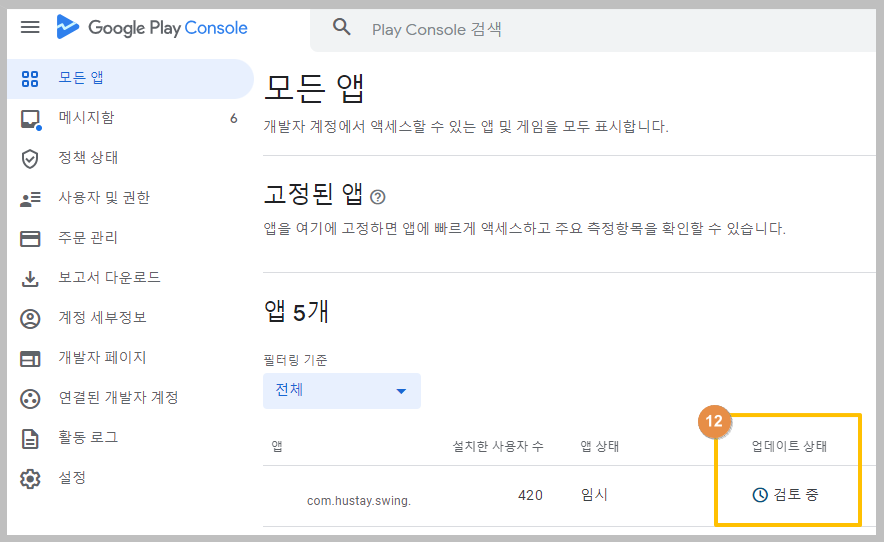 Google Play Console
Play Console 검색
모든 앱
메시지함 6
정책 상태
사용자 및 권한
주문 관리
보고서 다운로드
계정 세부정보
개발자 페이지
연결된 개발자 계정
활동 로그
설정
모든 앱
개발자 계정에서 액세스할 수 있는 앱 및 게임을 모두 표시합니다.
고정된 앱 ?
앱을 여기에 고정하면 앱에 빠르게 액세스하고 주요 측정항목을 확인할 수 있습니다.
앱 5개
필터링 기준
전체
12
앱 설치한 사용자 수 앱 상태 업데이트 상태
com.hustay.swing. 420 임시 검토 중